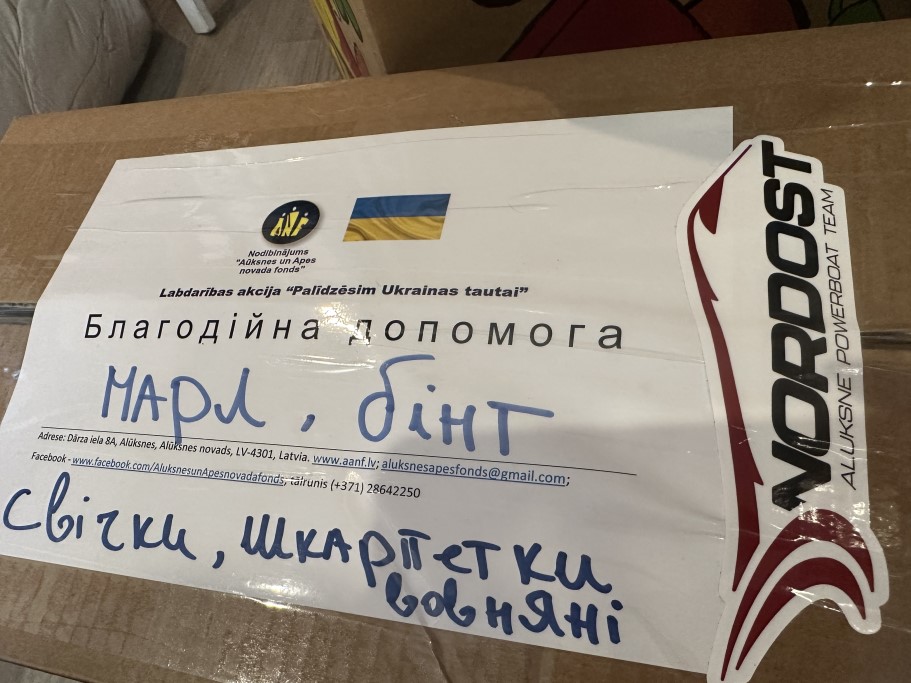 ANF
Nodibinājums
"Alūksnes un Apes
novada fonds"
Labdarības akcija "Palīdzēsim Ukrainas tautai"
Благодійна допомога
МАРЛ, бінт
Adrese: Dārza iela 8A, Alūksnes, Alūksnes novads, LV-4301, Latvia. www.aanf.lv; aluksnesapesfonds@gmail.com;
Facebook - www.facebook.com/AluksnesunApesnovadafonds, tālrunis (+371) 28642250
Свічки, шкарпетки
вовняні
NORDOST
ALUKSNE POWERBOAT TEAM